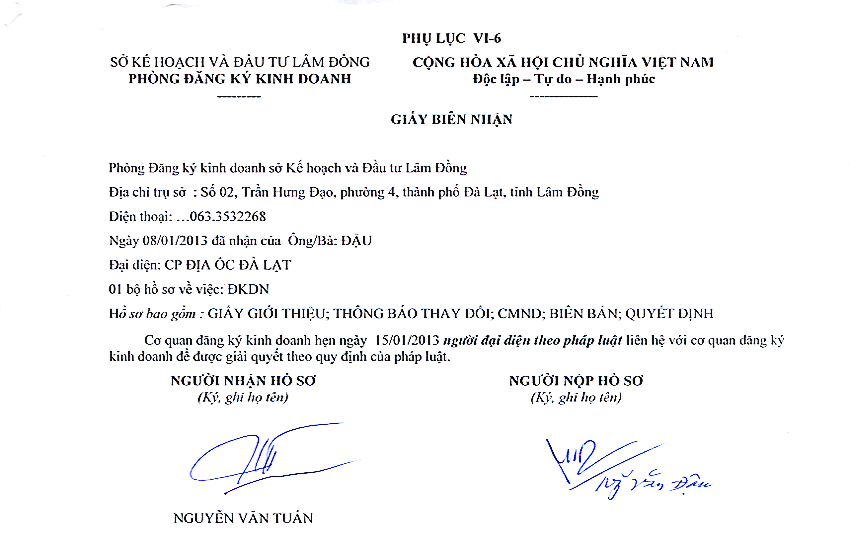 PHỤ LỤC VI-6
SỞ KẾ HOẠCH VÀ ĐẦU TƯ LÂM ĐỒNG
PHÒNG ĐĂNG KÝ KINH DOANH
---------
CỘNG HÒA XÃ HỘI CHỦ NGHĨA VIỆT NAM
Độc lập – Tự do – Hạnh phúc
--------------
GIẤY BIÊN NHẬN
Phòng Đăng ký kinh doanh sở Kế hoạch và Đầu tư Lâm Đồng
Địa chỉ trụ sở : Số 02, Trần Hưng Đạo, phường 4, thành phố Đà Lạt, tỉnh Lâm Đồng
Điện thoại: …063.3532268
Ngày 08/01/2013 đã nhận của Ông/Bà: ĐẬU
Đại diện: CP ĐỊA ỐC ĐÀ LẠT
01 bộ hồ sơ về việc: ĐKDN
Hồ sơ bao gồm : GIẤY GIỚI THIỆU; THÔNG BÁO THAY ĐỔI; CMND; BIÊN BẢN; QUYẾT ĐỊNH
Cơ quan đăng ký kinh doanh hẹn ngày 15/01/2013 người đại diện theo pháp luật liên hệ với cơ quan đăng ký
kinh doanh để được giải quyết theo quy định của pháp luật.
NGƯỜI NHẬN HỒ SƠ
(Ký, ghi họ tên)
NGƯỜI NỘP HỒ SƠ
(Ký, ghi họ tên)
Văn Đậu
NGUYỄN VĂN TUẤN